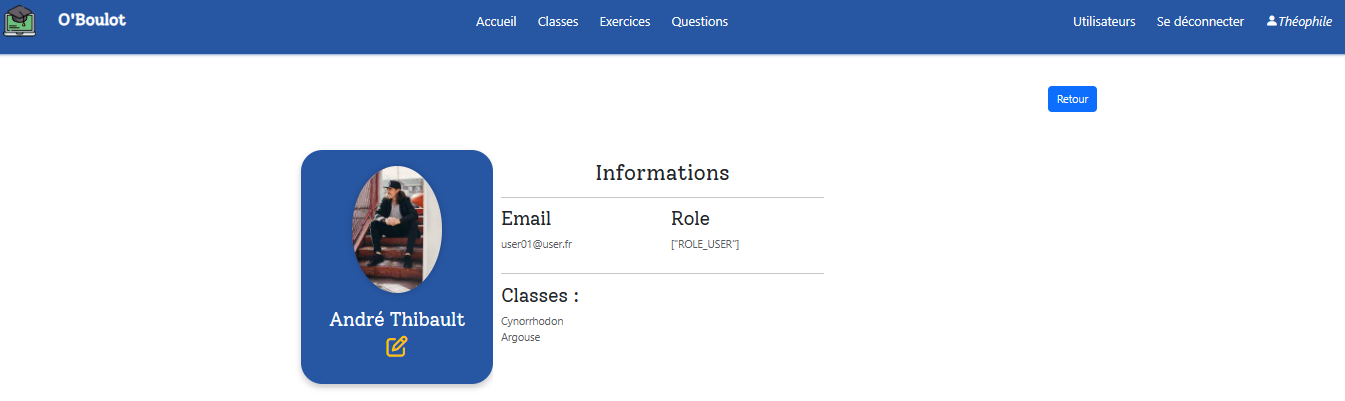 O'Boulot
Accueil Classes Exercices Questions
Utilisateurs Se déconnecter Théophile
Retour
André Thibault
Informations
Email Role
user01@user.fr ["ROLE_USER"]
Classes :
Cynorrhodon
Argouse